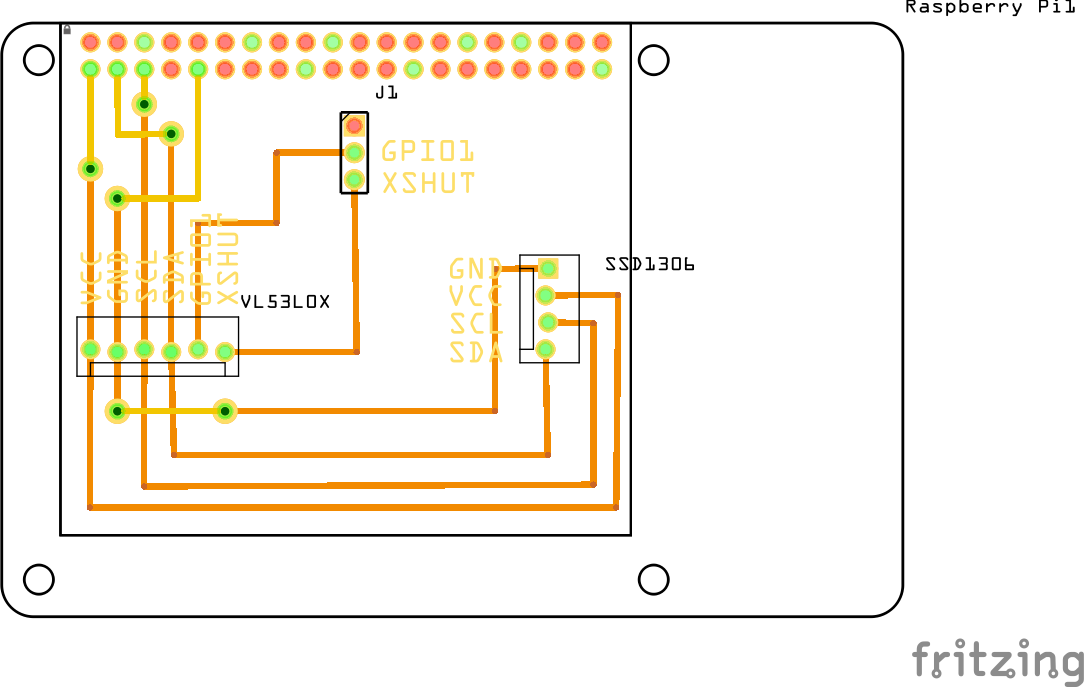 Raspberry Pi1
J1
GPIO1
XSHUT
VCC
GND
SCL
SDA
GPIO1
XSHUT
VL53L0X
SSD1306
GND
VCC
SCL
SDA
fritzing